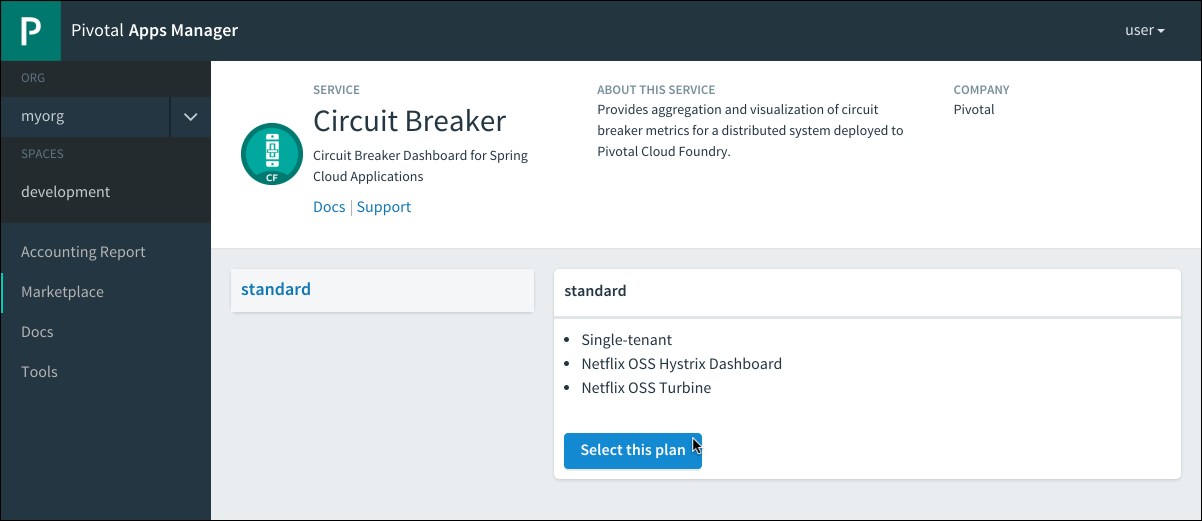 P
Pivotal Apps Manager
user
ORG
myorg
SPACES
development
Accounting Report
Marketplace
Docs
Tools
CF
SERVICE
Circuit Breaker
Circuit Breaker Dashboard for Spring
Cloud Applications
Docs | Support
ABOUT THIS SERVICE
Provides aggregation and visualization of circuit
breaker metrics for a distributed system deployed to
Pivotal Cloud Foundry.
COMPANY
Pivotal
standard
standard
• Single-tenant
• Netflix OSS Hystrix Dashboard
• Netflix OSS Turbine
Select this plan